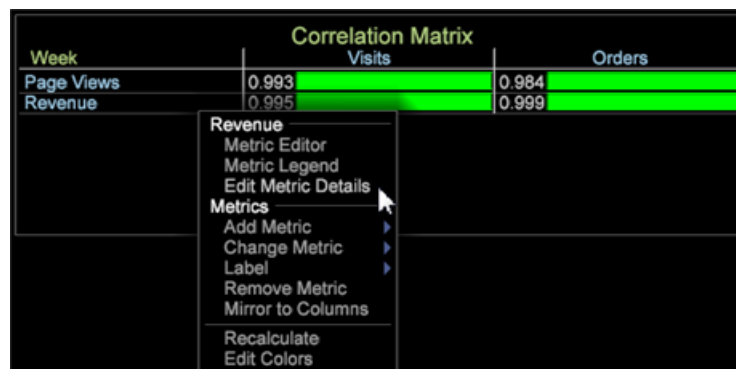 Correlation Matrix
Week Visits Orders
Page Views 0.993 0.984
Revenue 0.995 0.999
Revenue
Metric Editor
Metric Legend
Edit Metric Details
Metrics
Add Metric
Change Metric
Label
Remove Metric
Mirror to Columns
Recalculate
Edit Colors